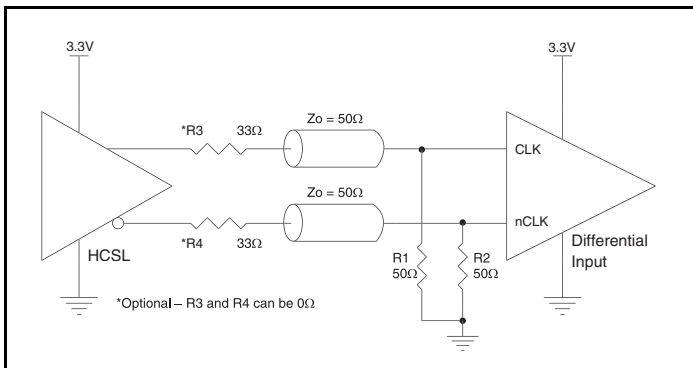 3.3V
3.3V
*R3
33Ω
Zo = 50Ω
CLK
Zo = 50Ω
nCLK
*R4
33Ω
HCSL
R1
50Ω
R2
50Ω
Differential
Input
*Optional – R3 and R4 can be 0Ω